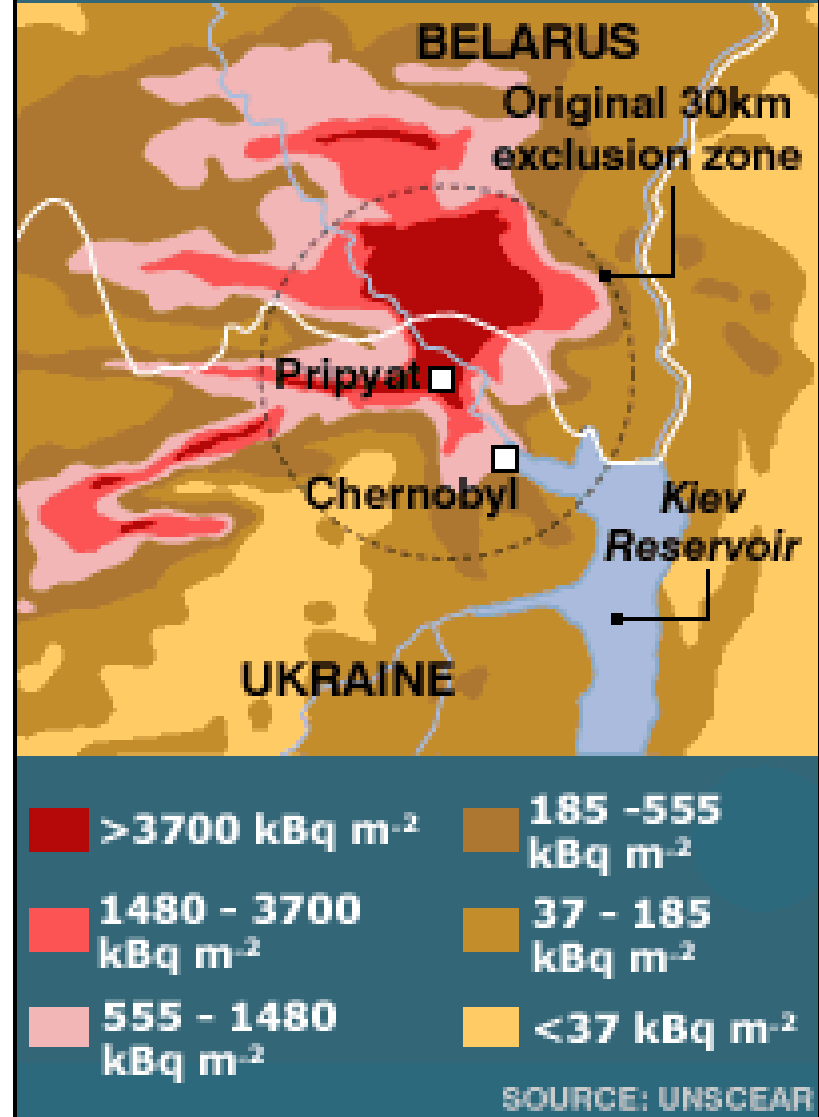 BELARUS
Original 30km
exclusion zone
Pripyat
Chernobyl
Kiev
Reservoir
UKRAINE
>3700 kBq m-2
1480 - 3700
kBq m-2
555 - 1480
kBq m-2
185 -555
kBq m-2
37 - 185
kBq m-2
<37 kBq m-2
SOURCE: UNSCEAR